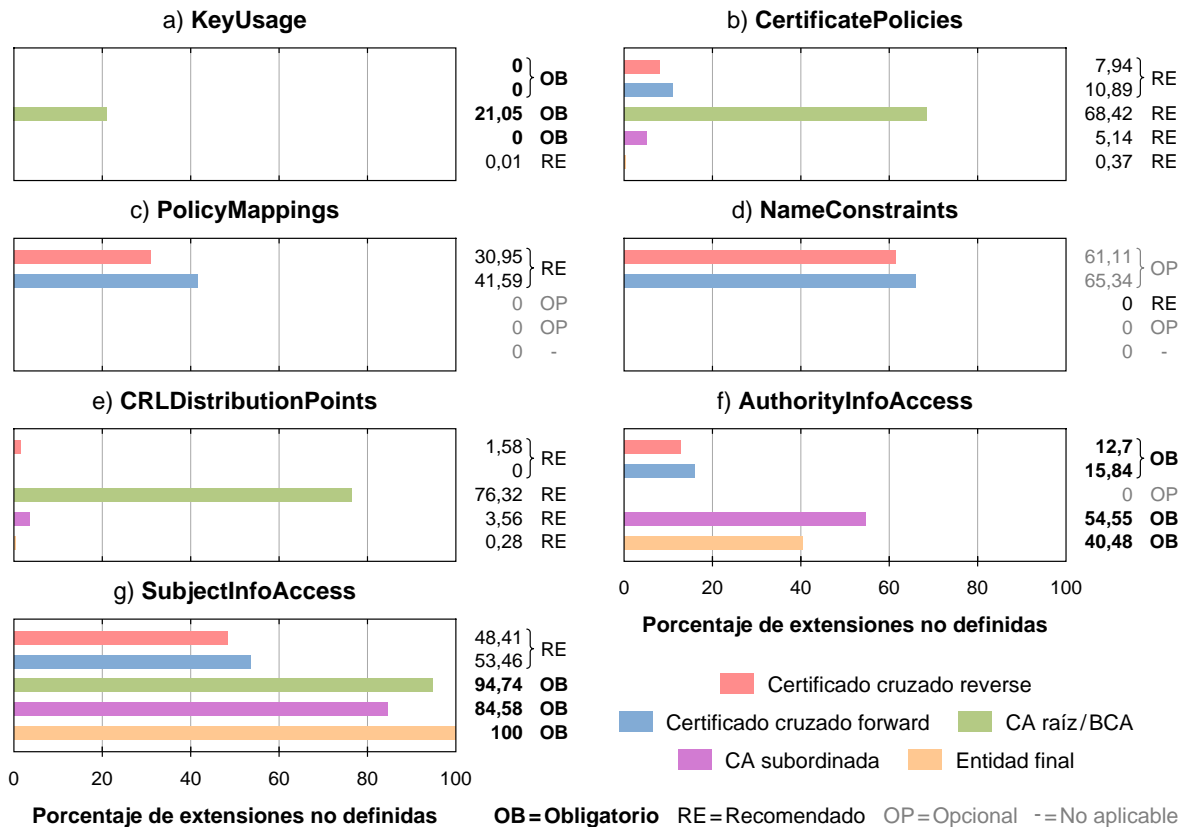 a) KeyUsage
0
0
OB
21,05 OB
0 OB
0,01 RE
b) CertificatePolicies
7,94
10,89
RE
68,42 RE
5,14 RE
0,37 RE
c) PolicyMappings
30,95
41,59
RE
0 OP
0 OP
0 -
d) NameConstraints
61,11
65,34
OP
0 RE
0 OP
0 -
e) CRLDistributionPoints
1,58
0
RE
76,32 RE
3,56 RE
0,28 RE
f) AuthorityInfoAccess
12,7
15,84
OB
0 OP
54,55 OB
40,48 OB
0 20 40 60 80 100
Porcentaje de extensiones no definidas
g) SubjectInfoAccess
48,41
53,46
RE
94,74 OB
84,58 OB
100 OB
0 20 40 60 80 100
Porcentaje de extensiones no definidas
Certificado cruzado reverse
Certificado cruzado forward CA raíz/BCA
CA subordinada Entidad final
OB=Obligatorio RE=Recomendado OP=Opcional -=No aplicable